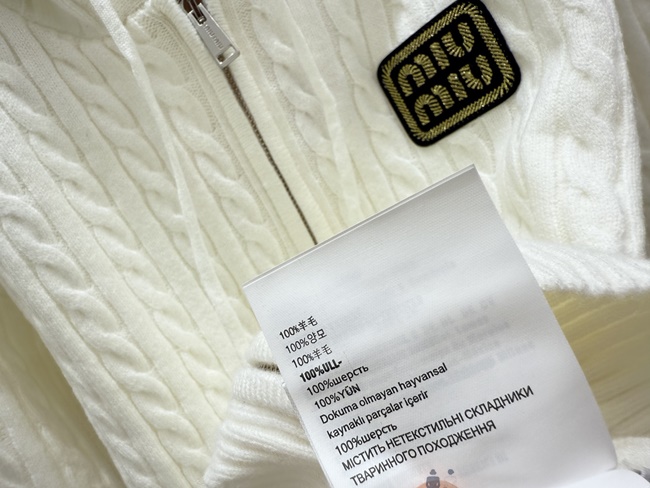 MIU
MIU
100%羊毛
100%양모
100%羊毛
100%ULL-
100%шерсть
100%YÜN
Dokuma olmayan hayvansal
kaynaklı parçalar içerir
100%шерсть
МІСТИТЬ НЕТЕКСТИЛЬНІ СКЛАДНИКИ
ТВАРИННОГО ПОХОДЖЕННЯ